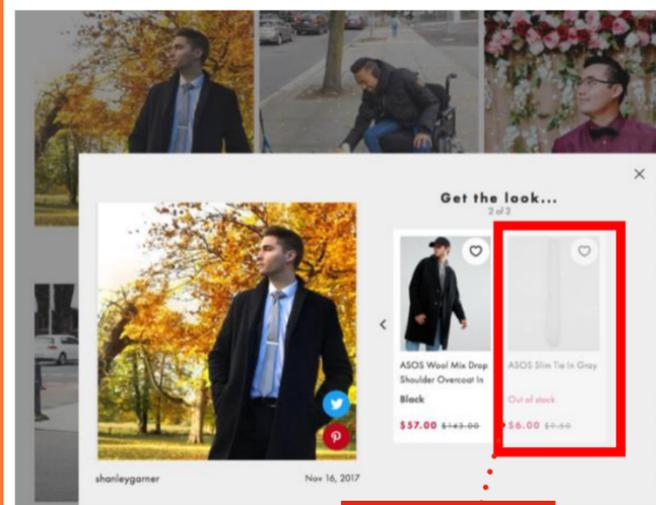 Get the look...
2 of 2
ASOS Wool Mix Drop
Shoulder Overcoat In
Black
$57.00 $143.00
ASOS Slim Tie In Gray
Out of stock
$6.00 $9.50
shanleygarner
Nov 16, 2017